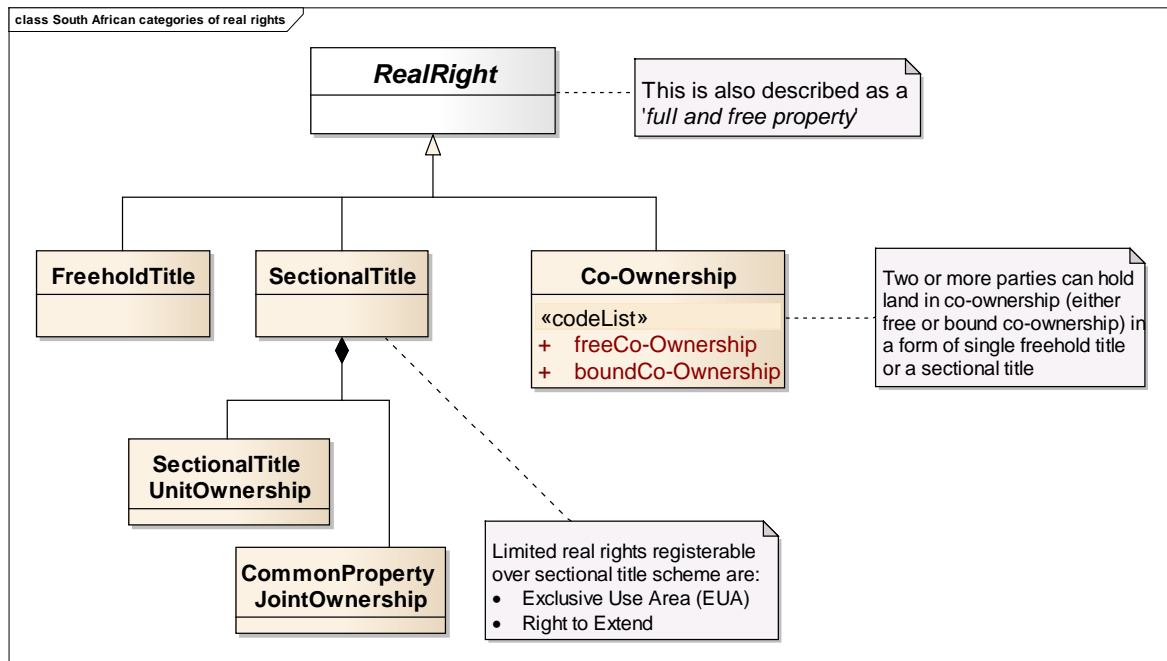 class South African categories of real rights
RealRight
This is also described as a
'full and free property'
FreeholdTitle
SectionalTitle
Co-Ownership
«codeList»
+ freeCo-Ownership
+ boundCo-Ownership
Two or more parties can hold
land in co-ownership (either
free or bound co-ownership) in
a form of single freehold title
or a sectional title
SectionalTitle
UnitOwnership
CommonProperty
JointOwnership
Limited real rights registerable
over sectional title scheme are:
• Exclusive Use Area (EUA)
• Right to Extend